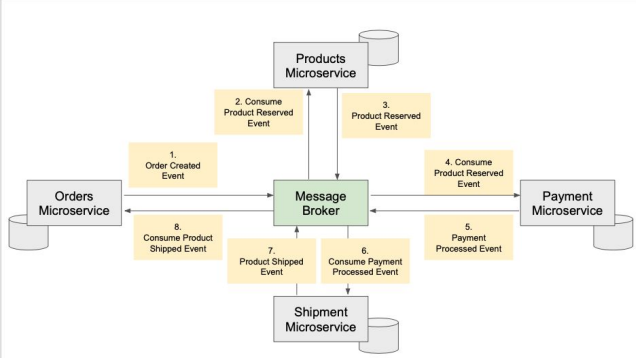 Products
Microservice
2. Consume
Product Reserved
Event
3.
Product Reserved
Event
1.
Order Created
Event
4. Consume
Product Reserved
Event
Orders
Microservice
Message
Broker
Payment
Microservice
8.
Consume Product
Shipped Event
7.
Product Shipped
Event
6.
Consume Payment
Processed Event
5.
Payment
Processed Event
Shipment
Microservice